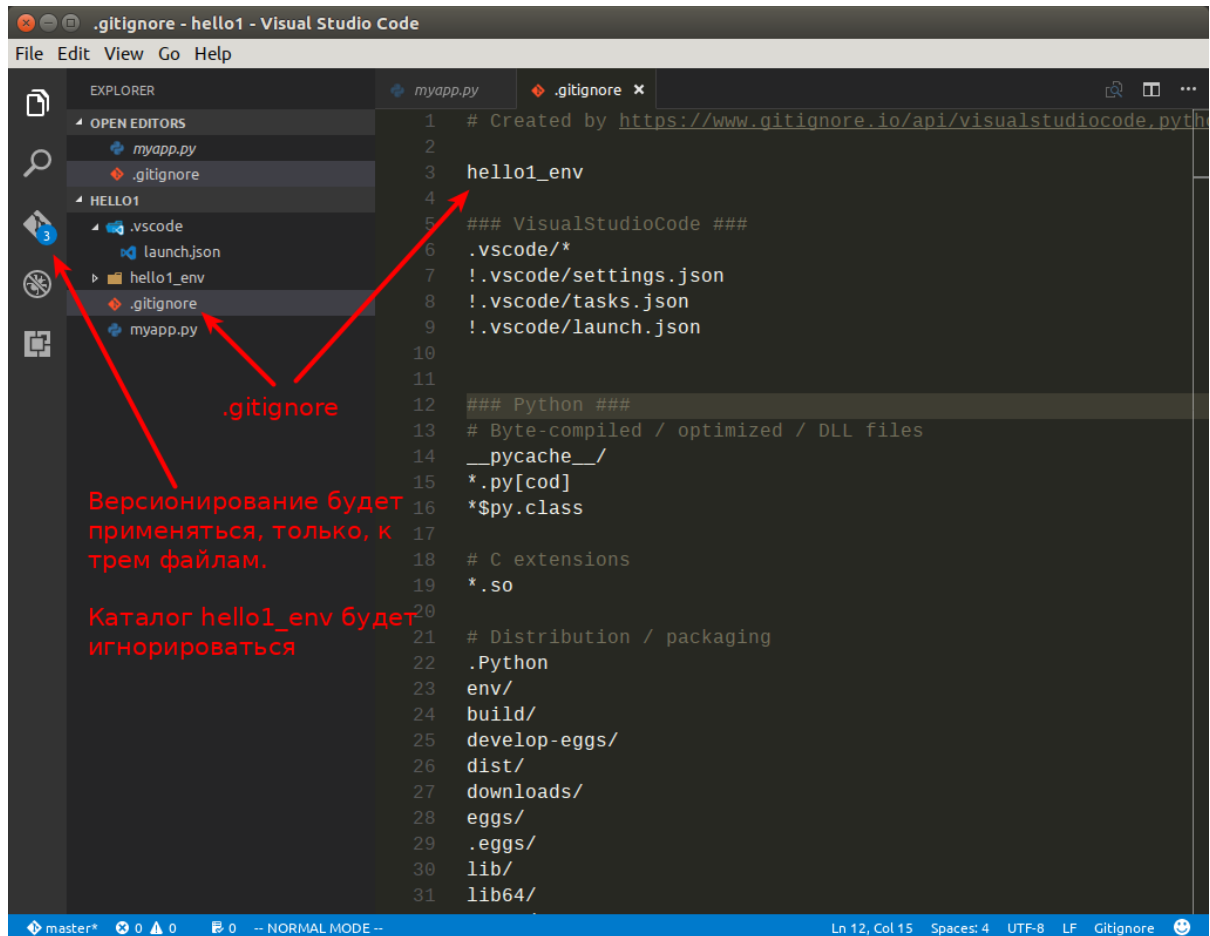 .gitignore - hello1 - Visual Studio Code
File Edit View Go Help
EXPLORER
OPEN EDITORS
myapp.py
.gitignore
HELLO1
.vscode
launch.json
hello1_env
.gitignore
myapp.py
3
.gitignore
Версионирование будет
применяться, только, к
трем файлам.
Каталог hello1_env будет
игнорироваться
myapp.py .gitignore
1 # Created by https://www.gitignore.io/api/visualstudiocode,pyth
2
3 hello1_env
4
5 ### VisualStudioCode ###
6 .vscode/*
7 !.vscode/settings.json
8 !.vscode/tasks.json
9 !.vscode/launch.json
10
11
12 ### Python ###
13 # Byte-compiled / optimized / DLL files
14 __pycache__/
15 *.py[cod]
16 *$py.class
17
18 # C extensions
19 *.so
20
21 # Distribution / packaging
22 .Python
23 env/
24 build/
25 develop-eggs/
26 dist/
27 downloads/
28 eggs/
29 .eggs/
30 lib/
31 lib64/
master* 0 0 0 -- NORMAL MODE -- Ln 12, Col 15 Spaces: 4 UTF-8 LF Gitignore